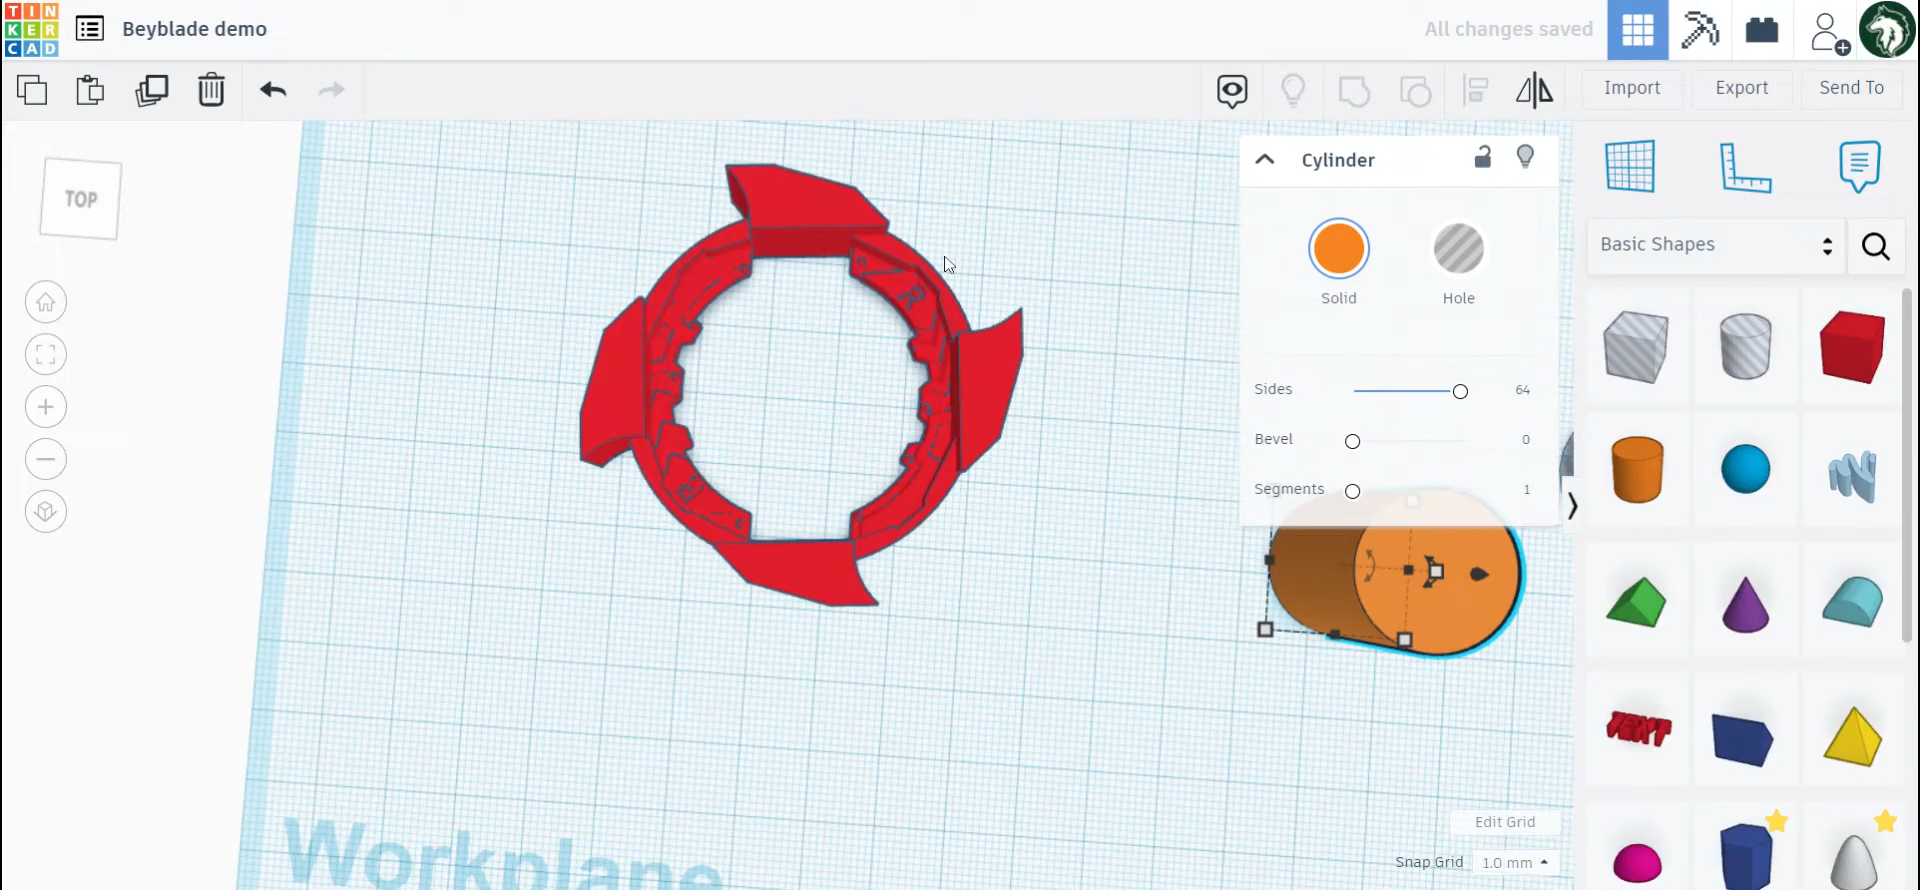 TIN
KER
CAD
Beyblade demo
All changes saved
Import
Export
Send To
TOP
Cylinder
Solid
Hole
Sides
64
Bevel
0
Segments
1
Basic Shapes
R
R
TEXT
Workplane
Edit Grid
Snap Grid
1.0 mm